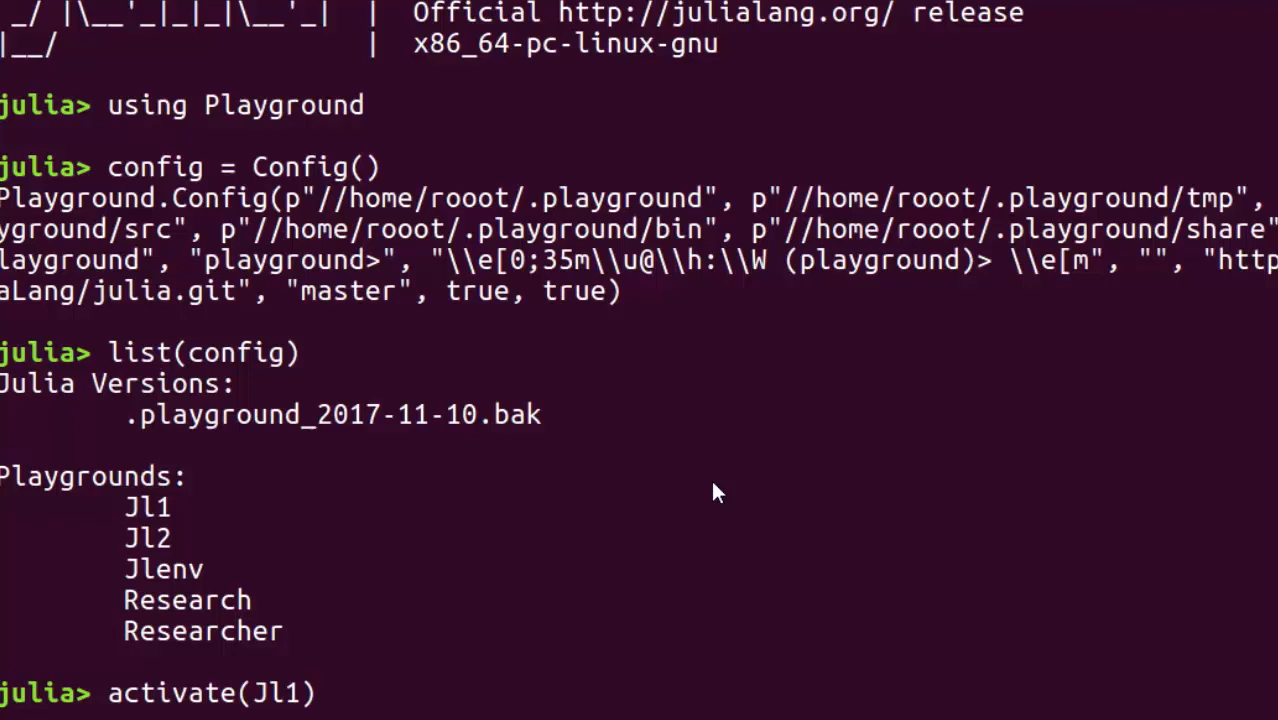 _/ |\__'_|_|_|\__'_|  |  Official http://julialang.org/ release
|__/                   |  x86_64-pc-linux-gnu
julia> using Playground
julia> config = Config()
Playground.Config(p"//home/rooot/.playground", p"//home/rooot/.playground/tmp",
yground/src", p"//home/rooot/.playground/bin", p"//home/rooot/.playground/share"
layground", "playground>", "\\e[0;35m\\u@\\h:\\W (playground)> \\e[m", "", "http
aLang/julia.git", "master", true, true)
julia> list(config)
Julia Versions:
.playground_2017-11-10.bak
Playgrounds:
Jl1
Jl2
Jlenv
Research
Researcher
julia> activate(Jl1)